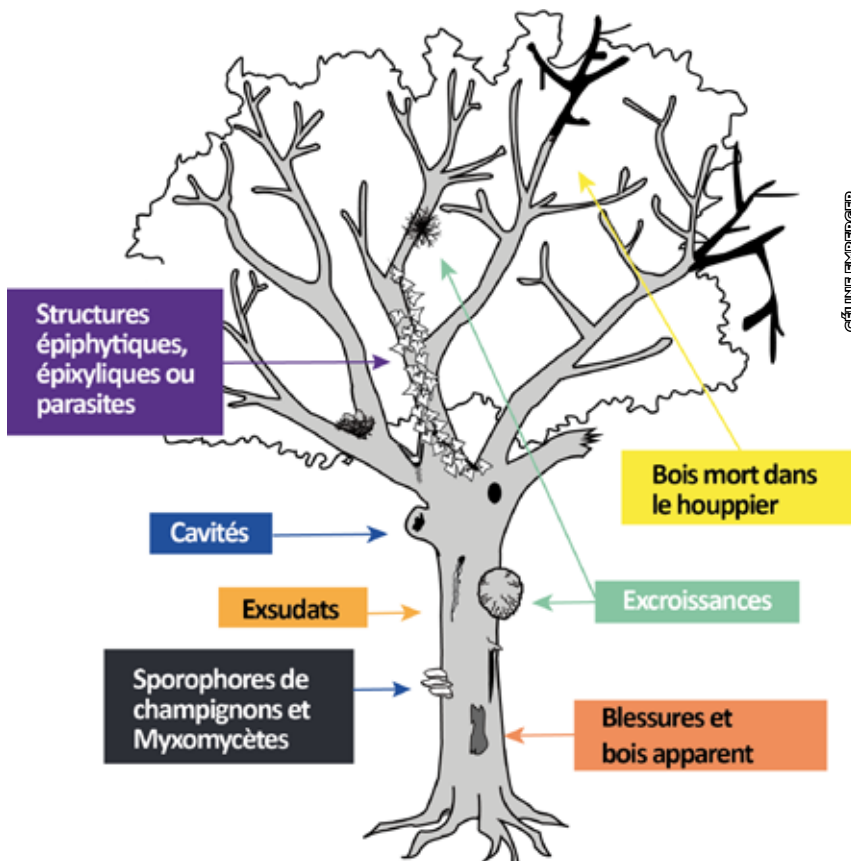 Structures
épiphytiques,
épixyliques ou
parasites
Bois mort dans
le houppier
Cavités
Exsudats
Excroissances
Sporophores de
champignons et
Myxomycètes
Blessures et
bois apparent